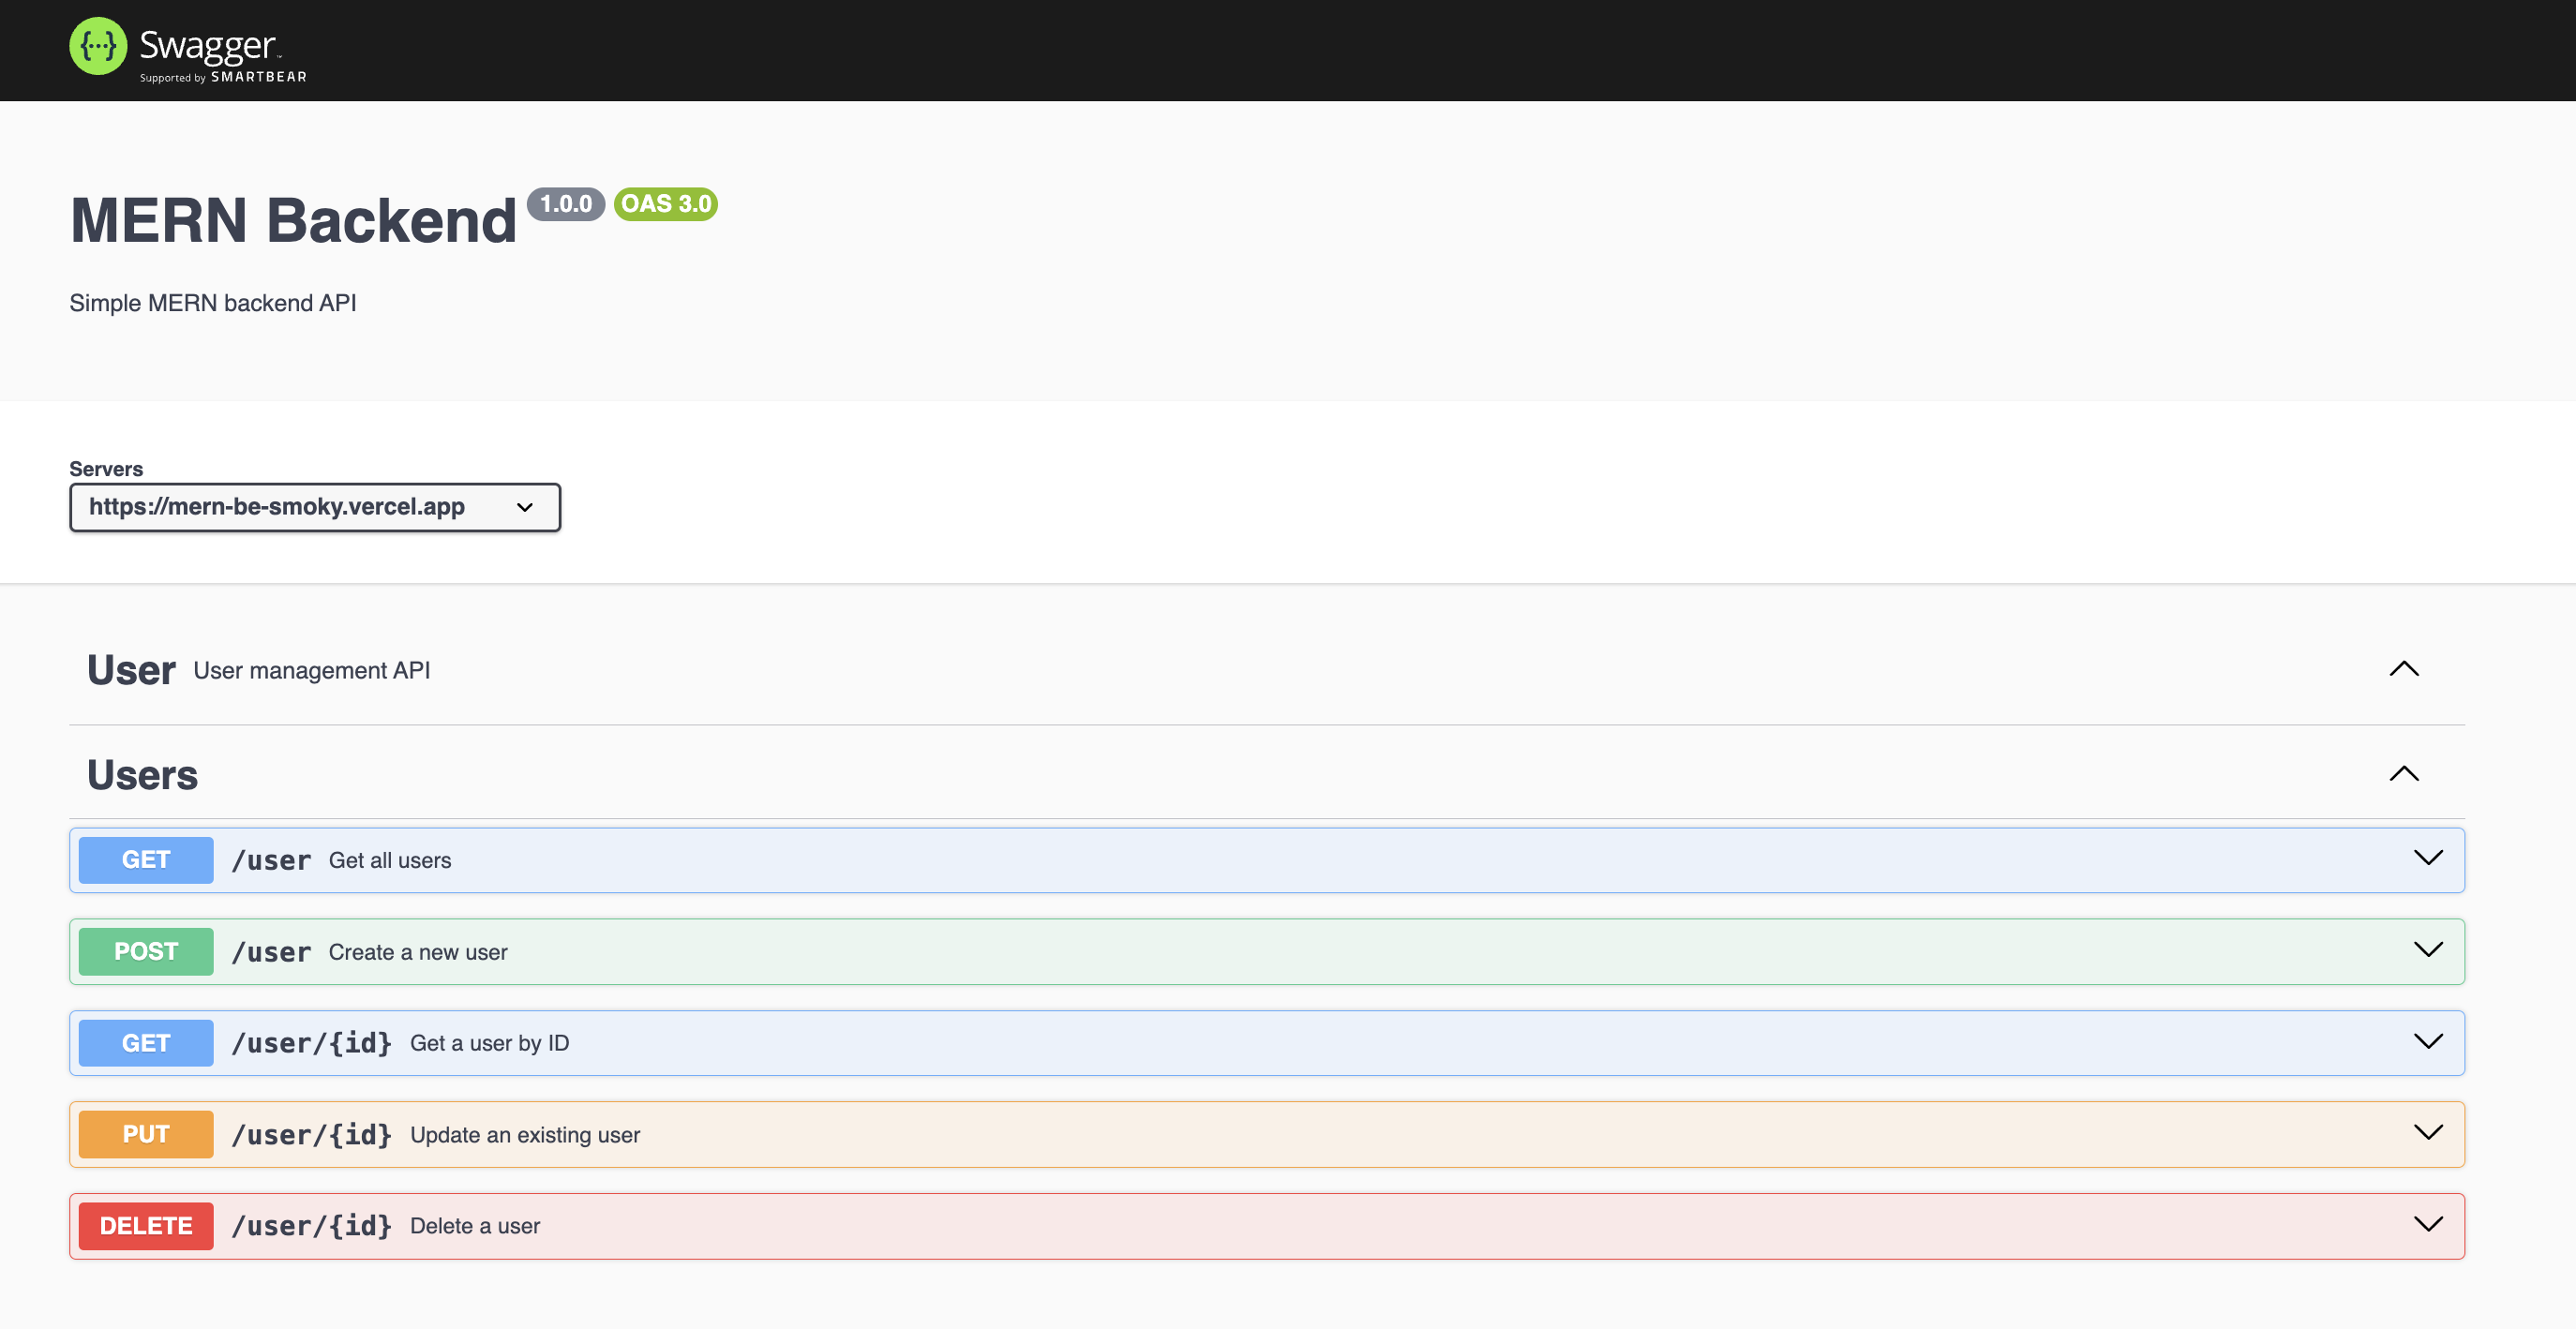 {···} Swagger™
Supported by SMARTBEAR
MERN Backend 1.0.0 OAS 3.0
Simple MERN backend API
Servers
https://mern-be-smoky.vercel.app
User User management API
Users
GET /user Get all users
POST /user Create a new user
GET /user/{id} Get a user by ID
PUT /user/{id} Update an existing user
DELETE /user/{id} Delete a user